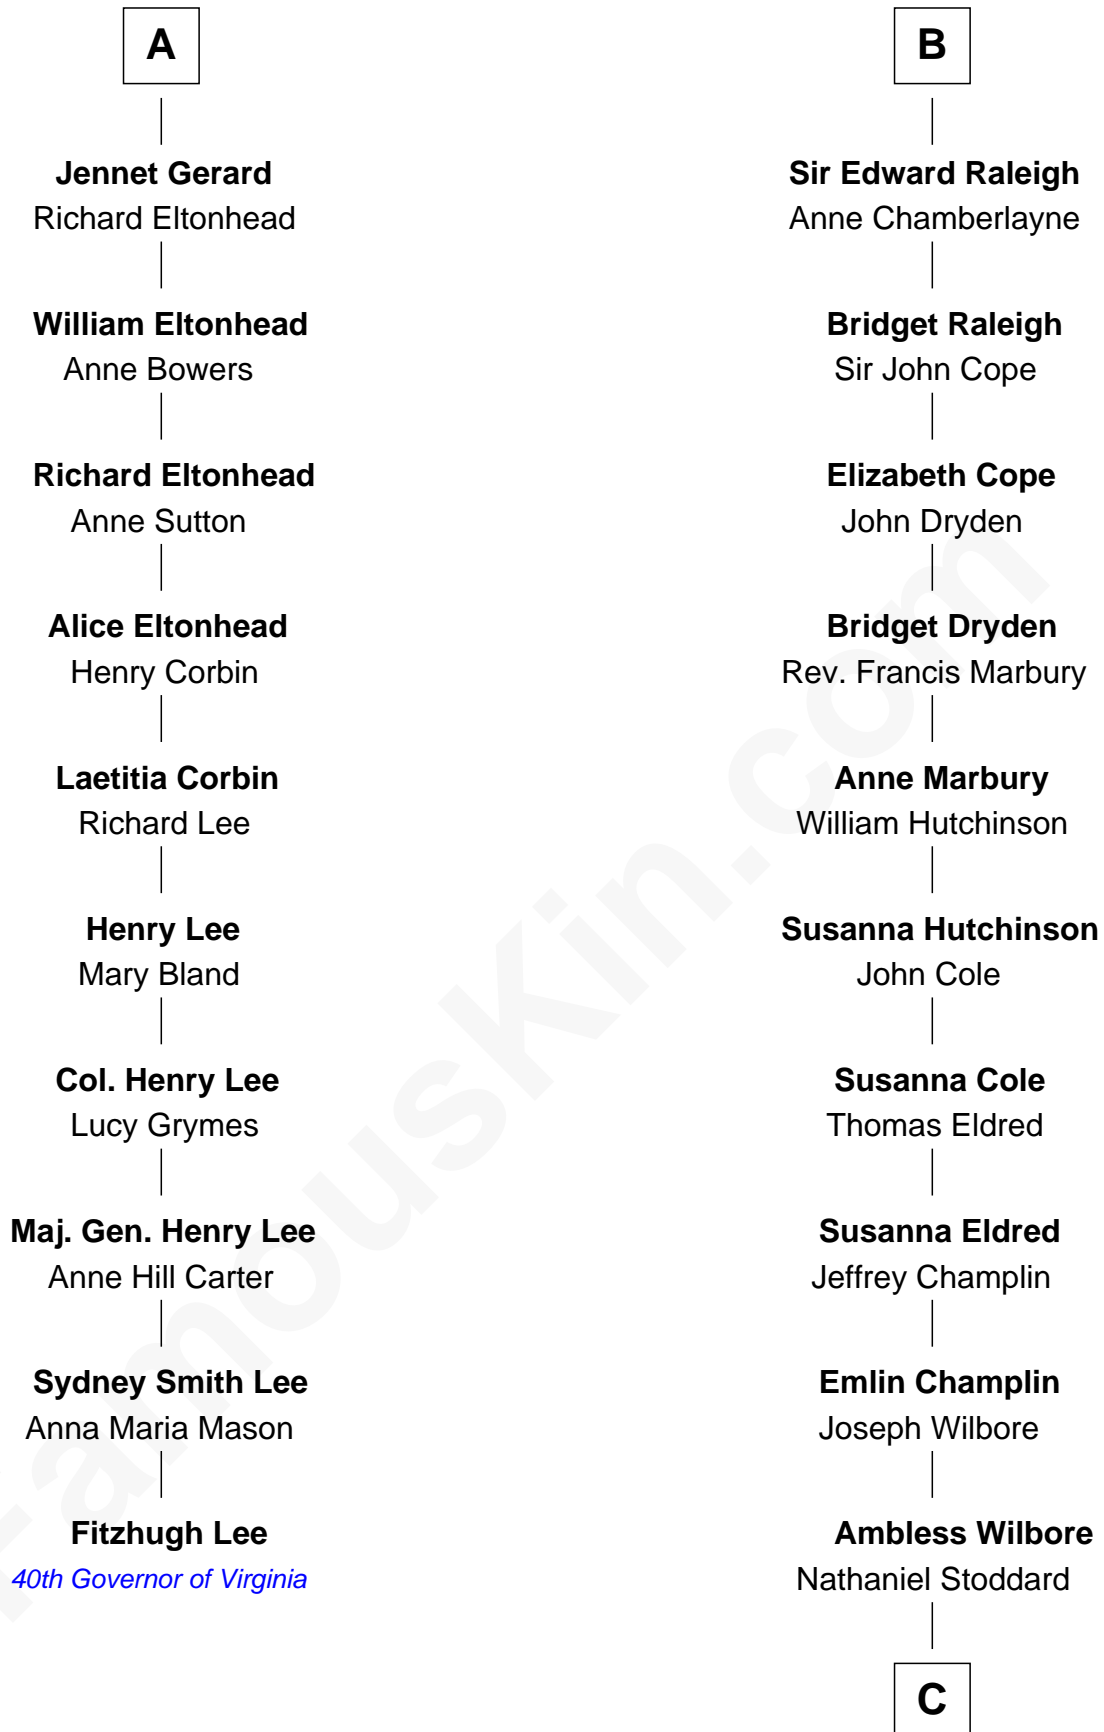 A
Jennet Gerard
Richard Eltonhead
William Eltonhead
Anne Bowers
Richard Eltonhead
Anne Sutton
Alice Eltonhead
Henry Corbin
Laetitia Corbin
Richard Lee
Henry Lee
Mary Bland
Col. Henry Lee
Lucy Grymes
Maj. Gen. Henry Lee
Anne Hill Carter
Sydney Smith Lee
Anna Maria Mason
Fitzhugh Lee
40th Governor of Virginia
B
Sir Edward Raleigh
Anne Chamberlayne
Bridget Raleigh
Sir John Cope
Elizabeth Cope
John Dryden
Bridget Dryden
Rev. Francis Marbury
Anne Marbury
William Hutchinson
Susanna Hutchinson
John Cole
Susanna Cole
Thomas Eldred
Susanna Eldred
Jeffrey Champlin
Emlin Champlin
Joseph Wilbore
Ambless Wilbore
Nathaniel Stoddard
C
FamousKin.com